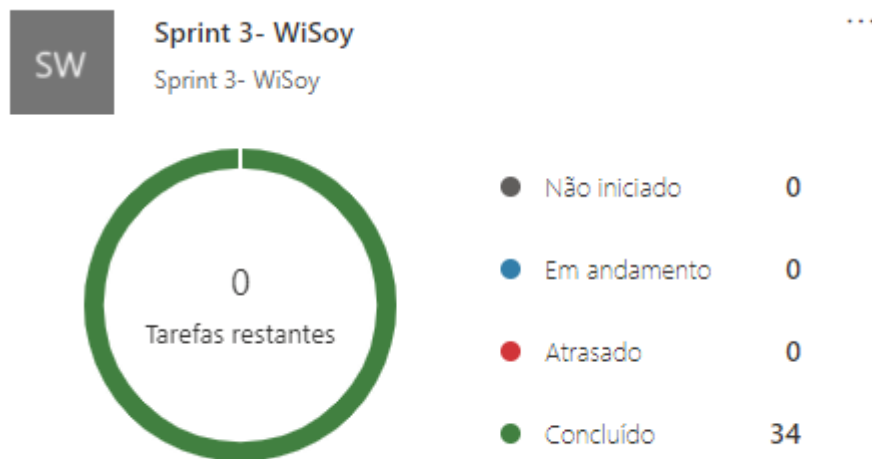 SW
Sprint 3- WiSoy
Sprint 3- WiSoy
...
0
Tarefas restantes
Não iniciado 0
Em andamento 0
Atrasado 0
Concluído 34